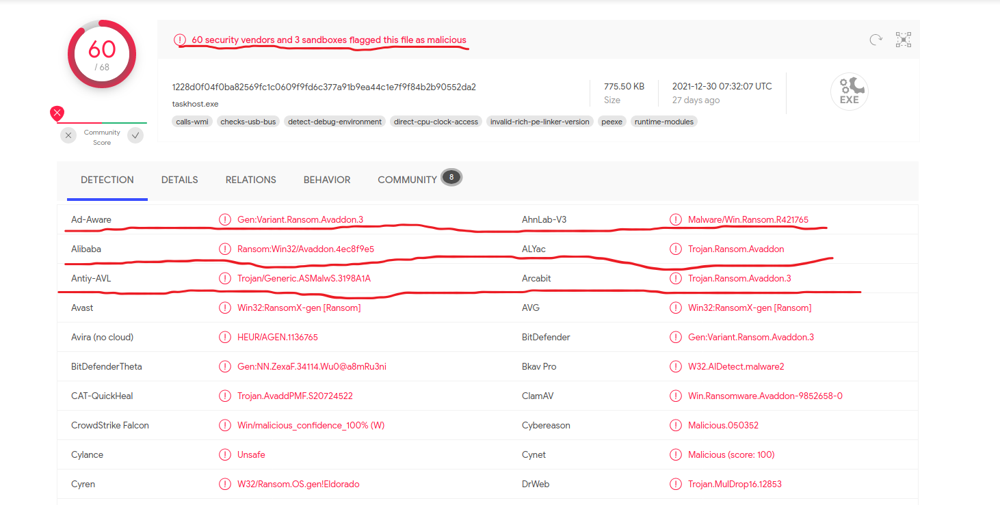 60
/ 68
Community
Score
60 security vendors and 3 sandboxes flagged this file as malicious
1228d0f04f0ba82569fc1c0609f9fd6c377a91b9ea44c1e7f9f84b2b90552da2
taskhost.exe
775.50 KB
Size
2021-12-30 07:32:07 UTC
27 days ago
EXE
calls-wmi checks-usb-bus detect-debug-environment direct-cpu-clock-access invalid-rich-pe-linker-version peexe runtime-modules
DETECTION DETAILS RELATIONS BEHAVIOR COMMUNITY 8
Ad-Aware Gen:Variant.Ransom.Avaddon.3 AhnLab-V3 Malware/Win.Ransom.R421765
Alibaba Ransom:Win32/Avaddon.4ec8f9e5 ALYac Trojan.Ransom.Avaddon
Antiy-AVL Trojan/Generic.ASMalwS.3198A1A Arcabit Trojan.Ransom.Avaddon.3
Avast Win32:RansomX-gen [Ransom] AVG Win32:RansomX-gen [Ransom]
Avira (no cloud) HEUR/AGEN.1136765 BitDefender Gen:Variant.Ransom.Avaddon.3
BitDefenderTheta Gen:NN.ZexaF.34114.Wu0@a8mRu3ni Bkav Pro W32.AIDetect.malware2
CAT-QuickHeal Trojan.AvaddPMF.S20724522 ClamAV Win.Ransomware.Avaddon-9852658-0
CrowdStrike Falcon Win/malicious_confidence_100% (W) Cybereason Malicious.050352
Cylance Unsafe Cynet Malicious (score: 100)
Cyren W32/Ransom.OS.gen!Eldorado DrWeb Trojan.MulDrop16.12853